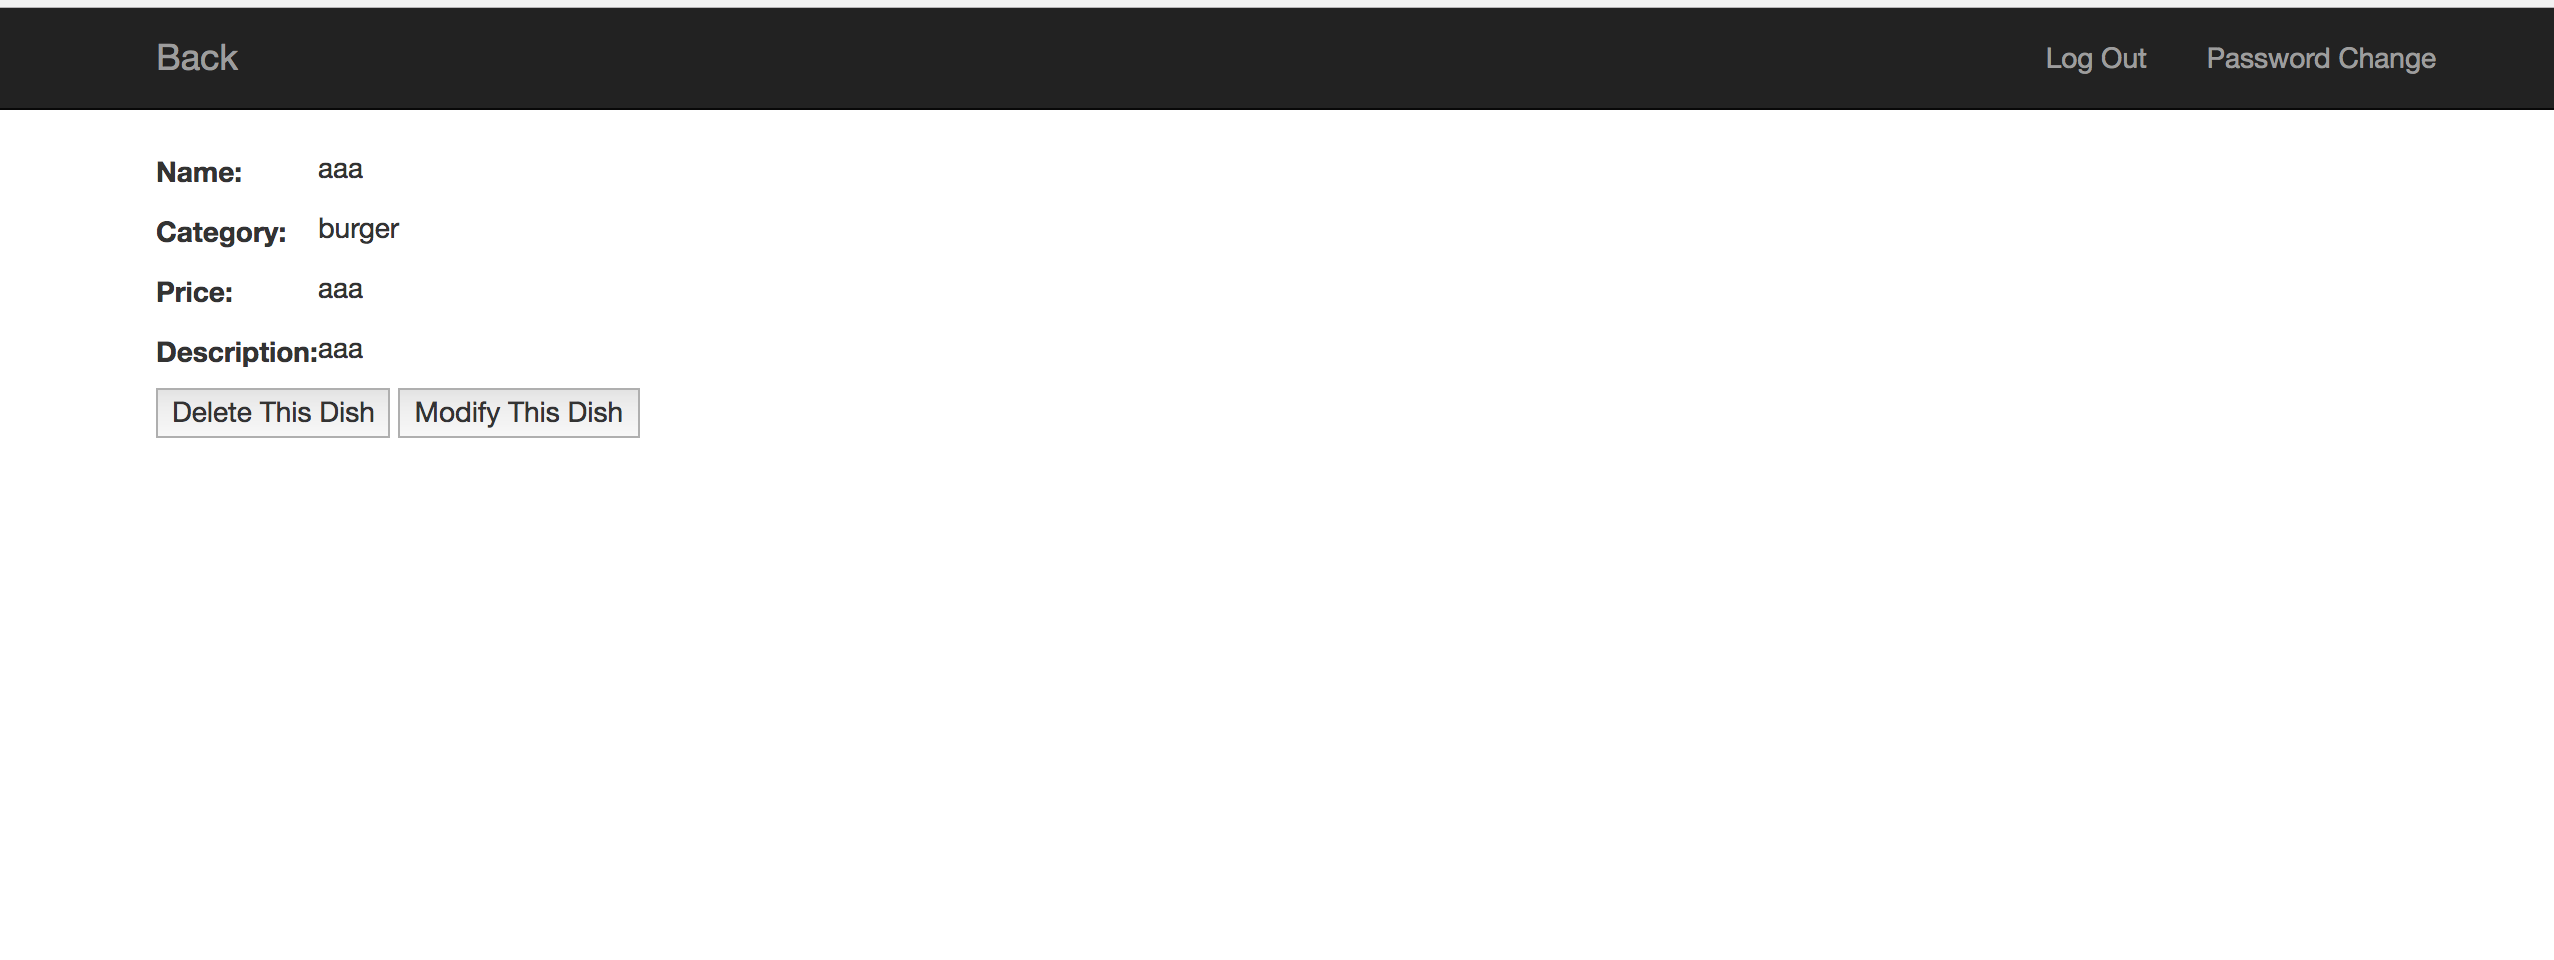 Back Log Out Password Change
Name: aaa
Category: burger
Price: aaa
Description:aaa
Delete This Dish Modify This Dish